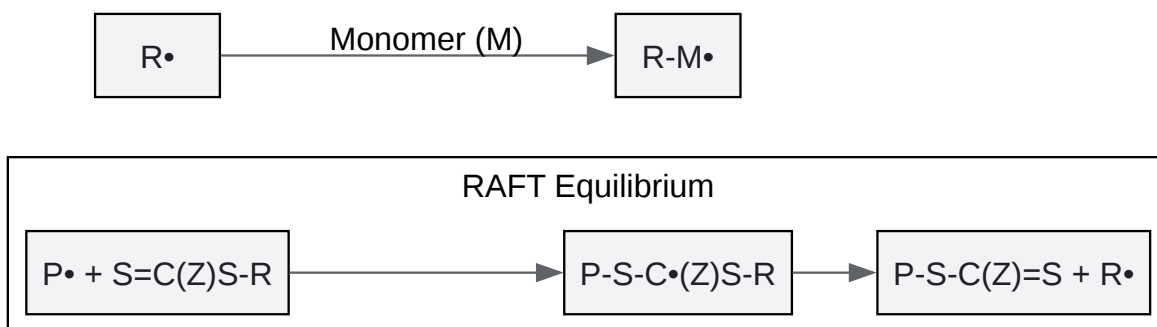 R•
Monomer (M)
R-M•
RAFT Equilibrium
P• + S=C(Z)S-R
P-S-C•(Z)S-R
P-S-C(Z)=S + R•